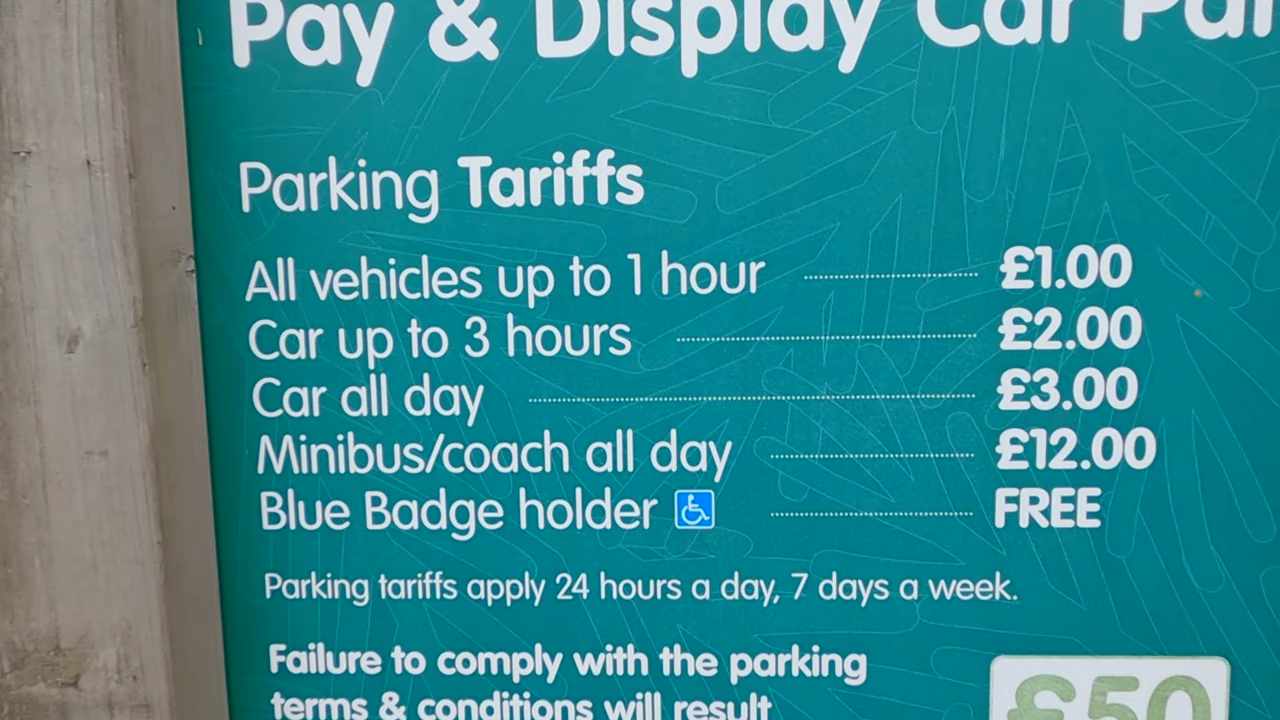 Pay & Display Car Par
Parking Tariffs
All vehicles up to 1 hour £1.00
Car up to 3 hours £2.00
Car all day £3.00
Minibus/coach all day £12.00
Blue Badge holder FREE
Parking tariffs apply 24 hours a day, 7 days a week.
Failure to comply with the parking
terms & conditions will result
£50